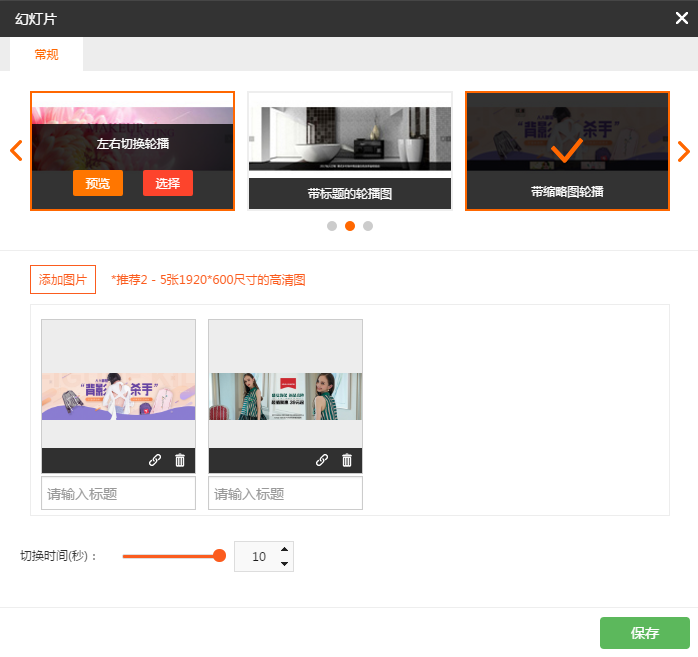 幻灯片
常规
左右切换轮播
预览
选择
带标题的轮播图
背影 杀手
带缩略图轮播
添加图片
*推荐2 - 5张1920*600尺寸的高清图
“背影 杀手”
请输入标题
请输入标题
切换时间(秒)：
10
保存